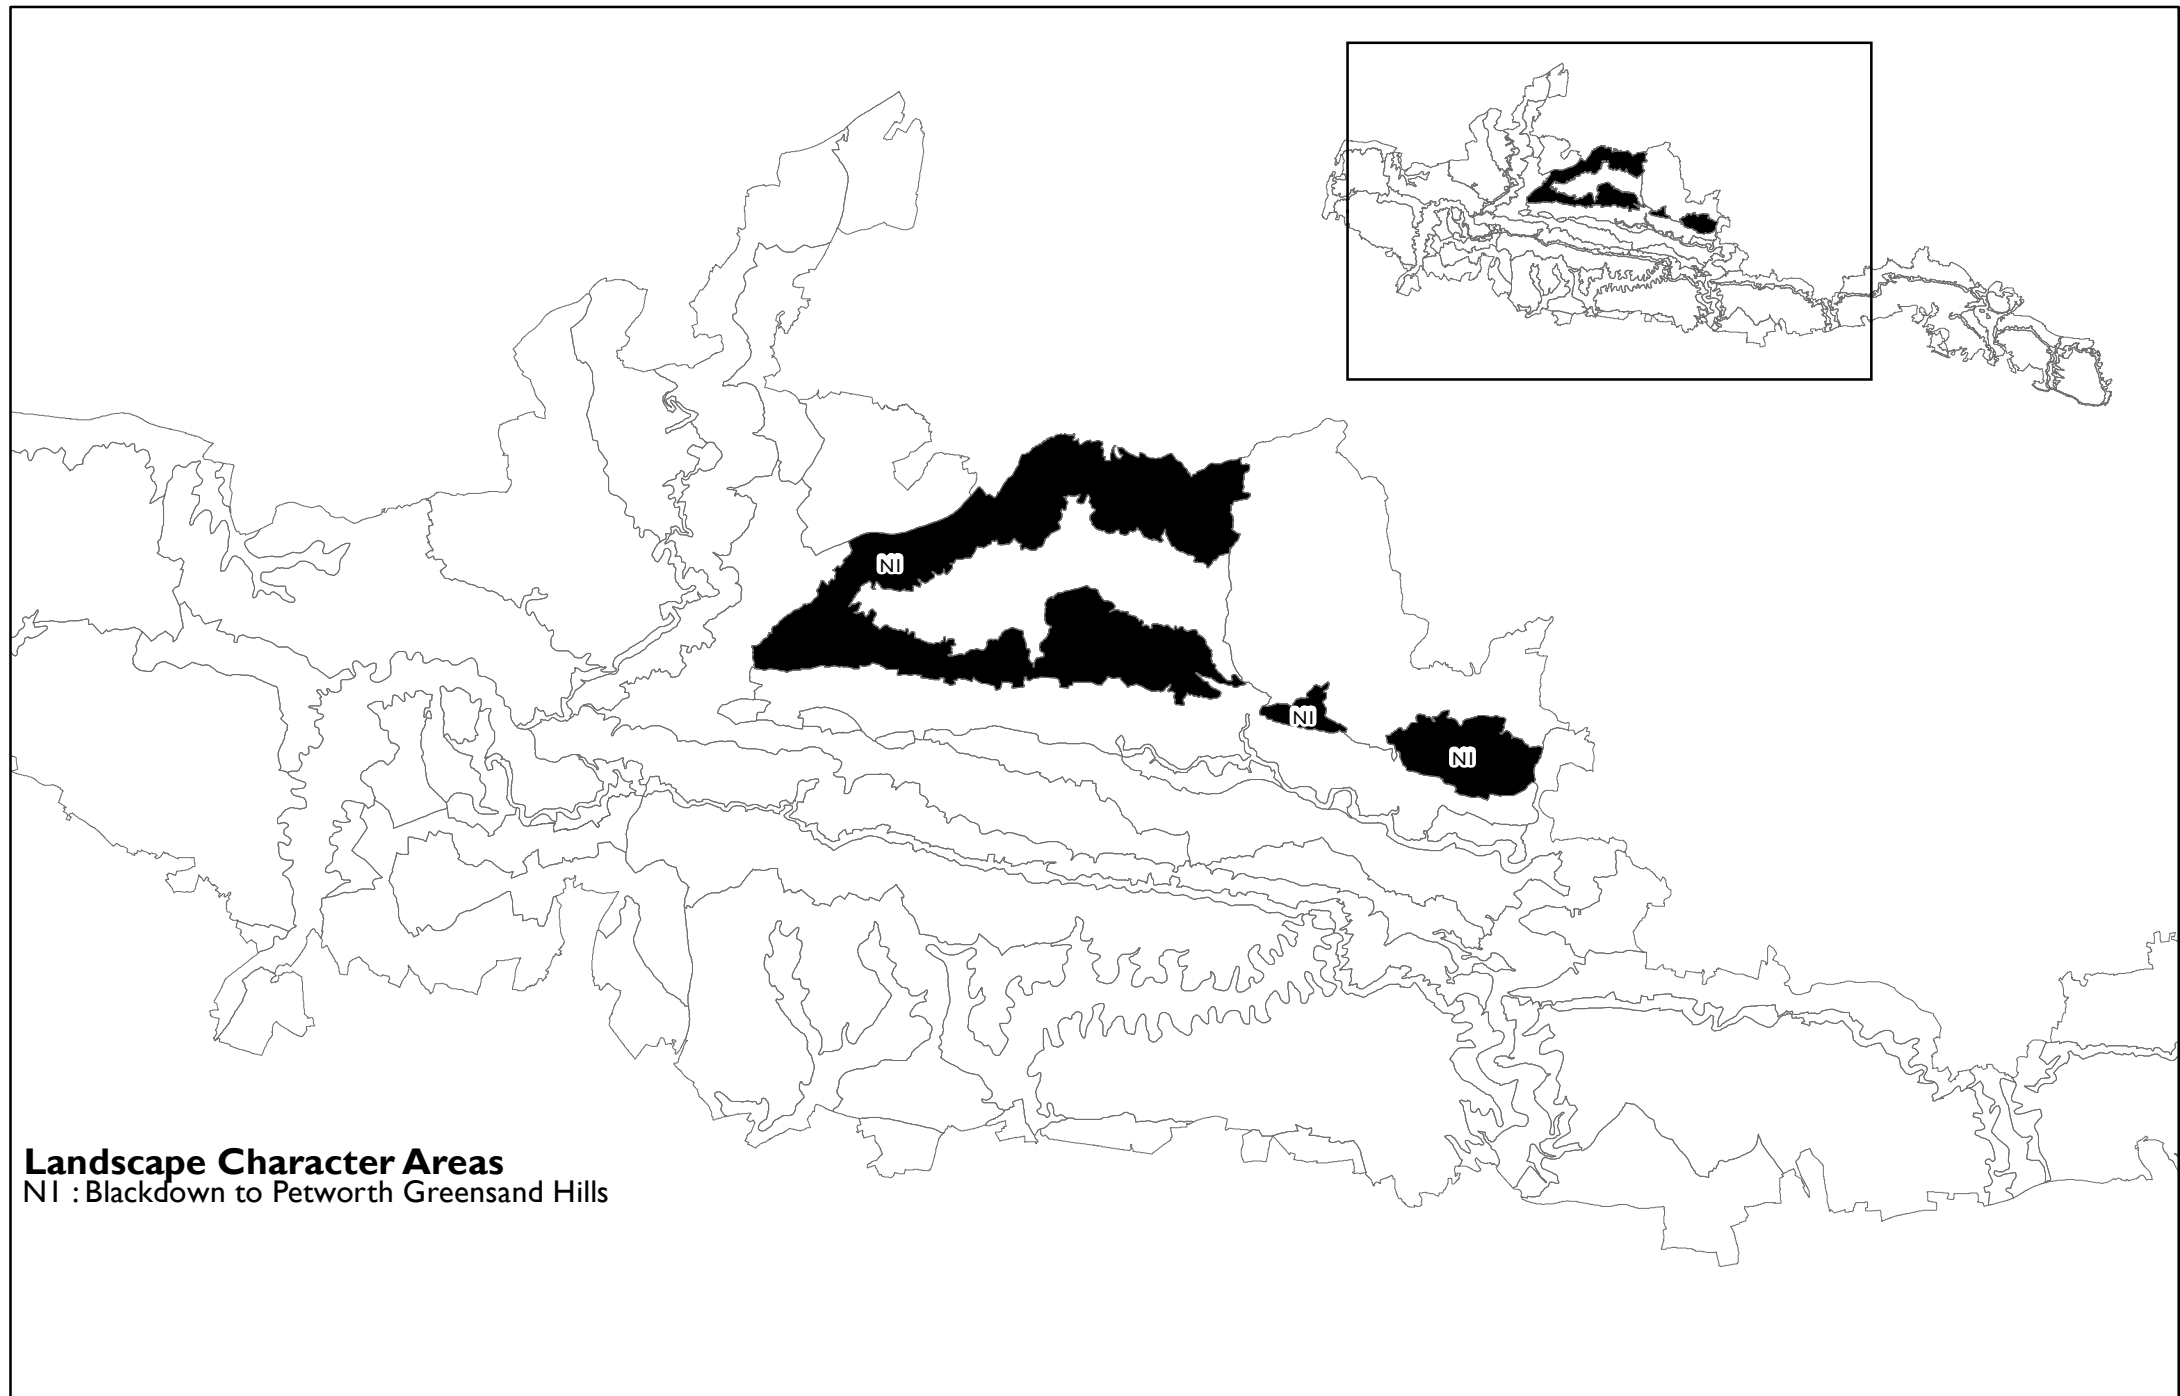 N1
N1
N1
Landscape Character Areas
N1 : Blackdown to Petworth Greensand Hills